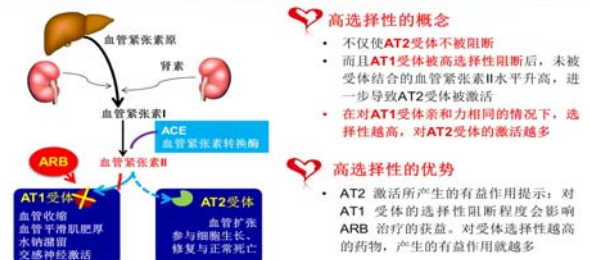 血管紧张素原
肾素
血管紧张素I
ACE
血管紧张素转换酶
ARB
血管紧张素II
AT1受体
血管收缩
血管平滑肌肥厚
水钠潴留
交感神经激活
AT2受体
血管扩张
参与细胞生长、
修复与正常死亡
高选择性的概念
• 不仅使AT2受体不被阻断
• 而且AT1受体被高选择性阻断后，未被
受体结合的血管紧张素II水平升高，进
一步导致AT2受体被激活
• 在对AT1受体亲和力相同的情况下，选
择性越高，对AT2受体的激活越多
高选择性的优势
• AT2 激活所产生的有益作用提示：对
AT1 受体的选择性阻断程度会影响
ARB 治疗的获益。对受体选择性越高
的药物，产生的有益作用就越多